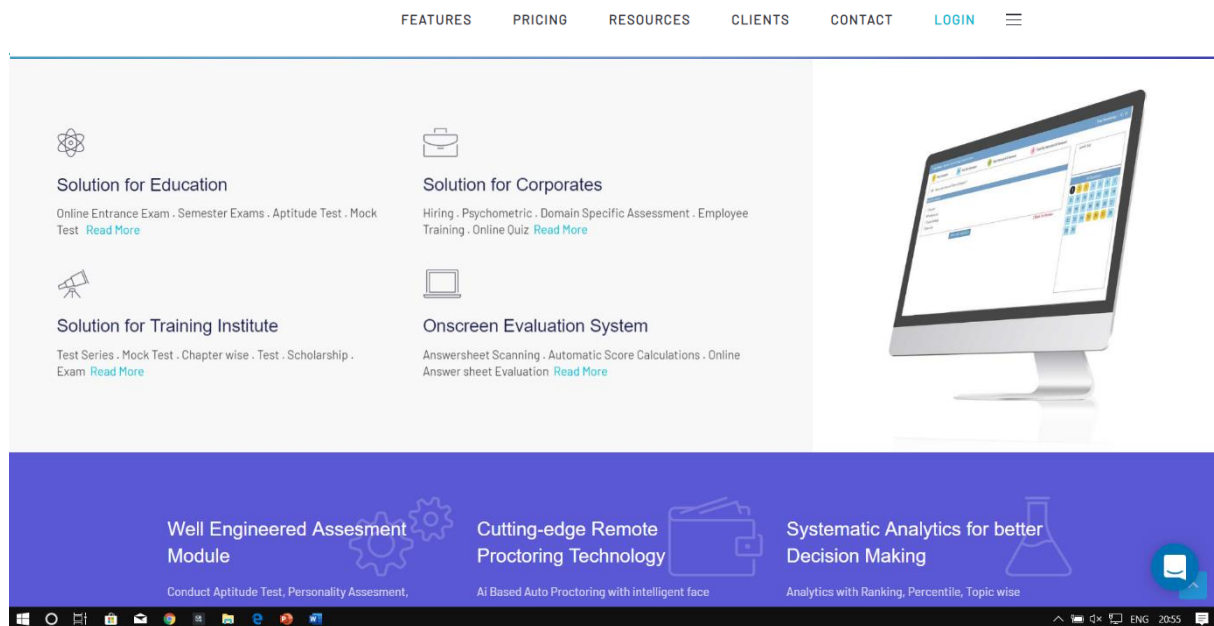 FEATURES PRICING RESOURCES CLIENTS CONTACT LOGIN
Solution for Education
Online Entrance Exam . Semester Exams . Aptitude Test . Mock
Test Read More
Solution for Corporates
Hiring . Psychometric . Domain Specific Assessment . Employee
Training . Online Quiz Read More
Solution for Training Institute
Test Series . Mock Test . Chapter wise . Test . Scholarship .
Exam Read More
Onscreen Evaluation System
Answersheet Scanning . Automatic Score Calculations . Online
Answer sheet Evaluation Read More
Well Engineered Assesment
Module
Conduct Aptitude Test, Personality Assesment,
Cutting-edge Remote
Proctoring Technology
Ai Based Auto Proctoring with intelligent face
Systematic Analytics for better
Decision Making
Analytics with Ranking, Percentile, Topic wise
ENG 20:55